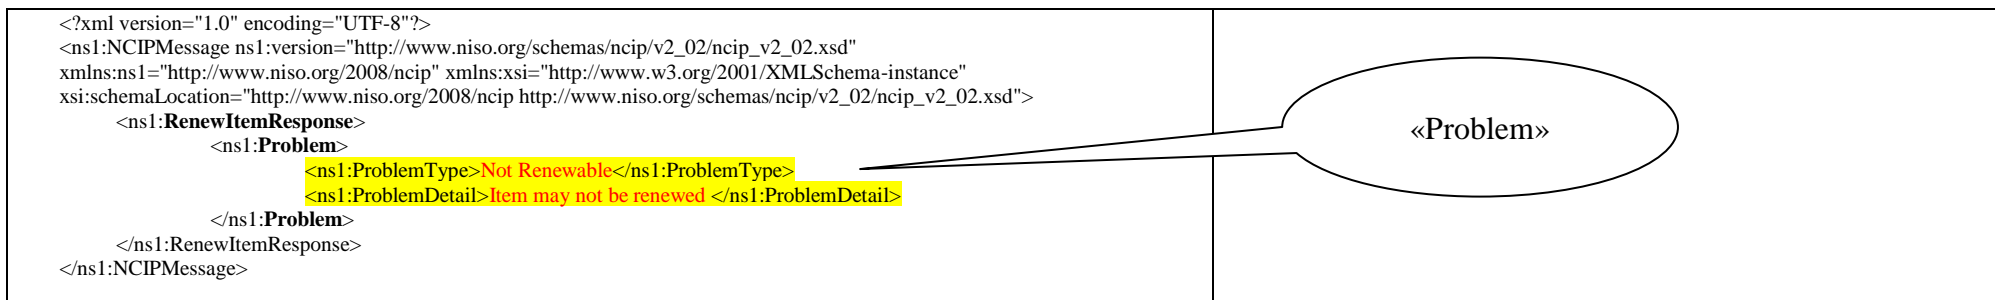 <?xml version="1.0" encoding="UTF-8"?>
<ns1:NCIPMessage ns1:version="http://www.niso.org/schemas/ncip/v2_02/ncip_v2_02.xsd"
xmlns:ns1="http://www.niso.org/2008/ncip" xmlns:xsi="http://www.w3.org/2001/XMLSchema-instance"
xsi:schemaLocation="http://www.niso.org/2008/ncip http://www.niso.org/schemas/ncip/v2_02/ncip_v2_02.xsd">
<ns1:RenewItemResponse>
<ns1:Problem>
<ns1:ProblemType>Not Renewable</ns1:ProblemType>
<ns1:ProblemDetail>Item may not be renewed </ns1:ProblemDetail>
</ns1:Problem>
</ns1:RenewItemResponse>
</ns1:NCIPMessage>
«Problem»